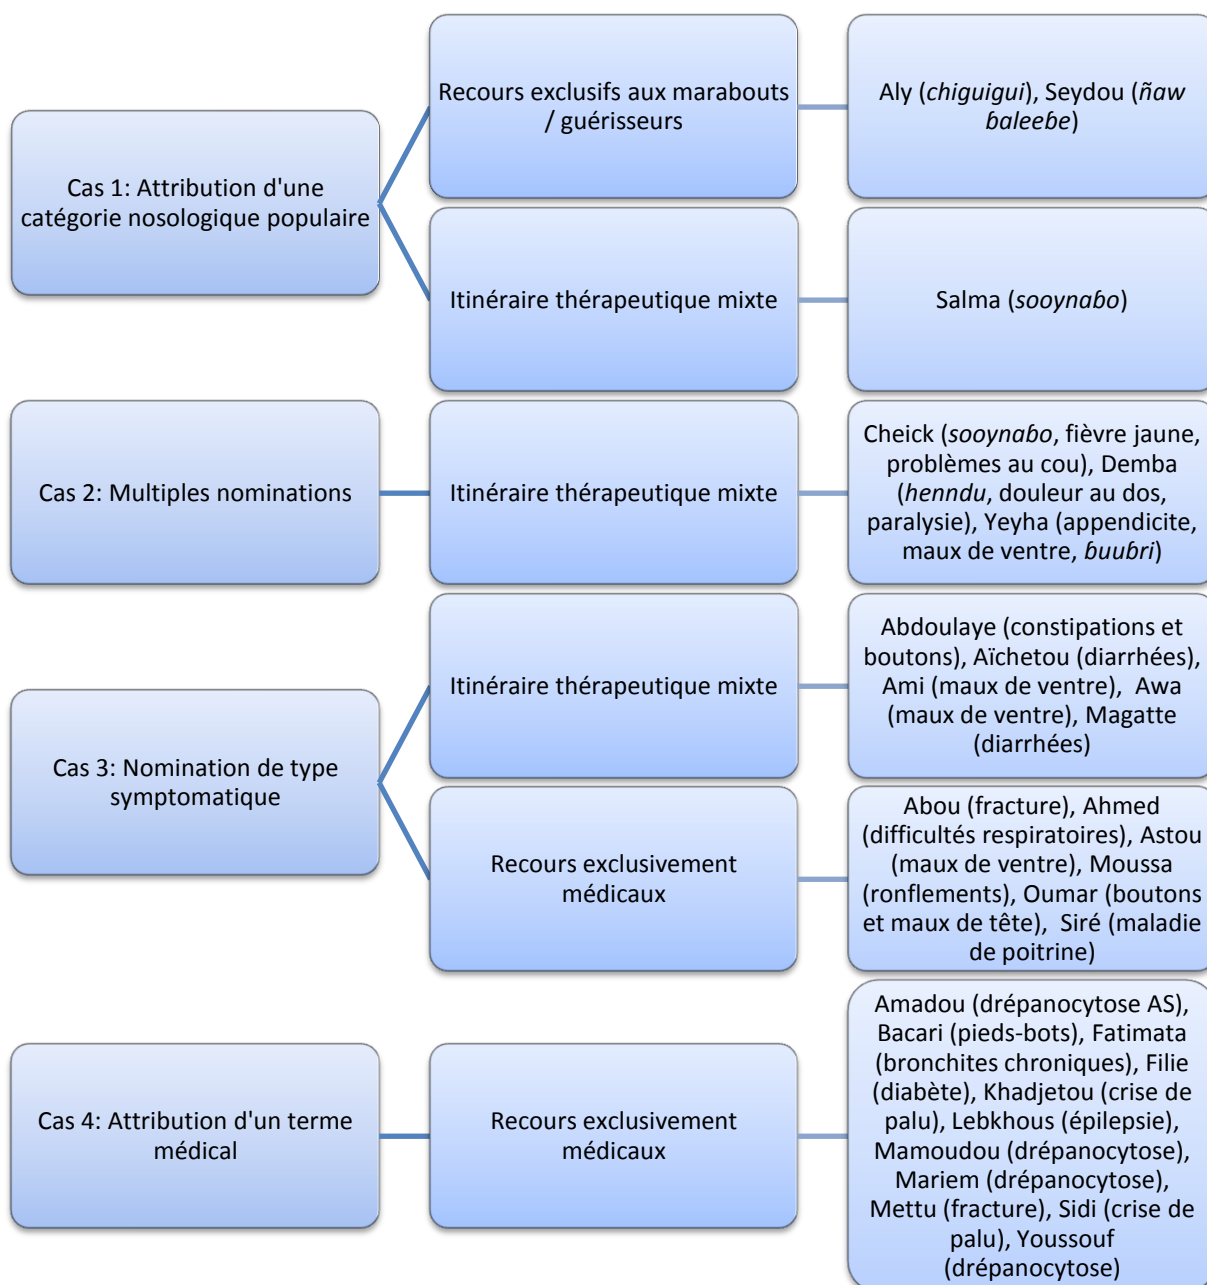 Cas 1: Attribution d'une
catégorie nosologique populaire
Recours exclusifs aux marabouts
/ guérisseurs
Aly (chiguigui), Seydou (ñaw
ɓaleeɓe)
Itinéraire thérapeutique mixte
Salma (sooynaɓo)
Cas 2: Multiples nominations
Itinéraire thérapeutique mixte
Cheick (sooynaɓo, fièvre jaune,
problèmes au cou), Demba
(henndu, douleur au dos,
paralysie), Yeyha (appendicite,
maux de ventre, ɓuuɓri)
Cas 3: Nomination de type
symptomatique
Itinéraire thérapeutique mixte
Abdoulaye (constipations et
boutons), Aïchetou (diarrhées),
Ami (maux de ventre), Awa
(maux de ventre), Magatte
(diarrhées)
Recours exclusivement
médicaux
Abou (fracture), Ahmed
(difficultés respiratoires), Astou
(maux de ventre), Moussa
(ronflements), Oumar (boutons
et maux de tête), Siré (maladie
de poitrine)
Cas 4: Attribution d'un terme
médical
Recours exclusivement
médicaux
Amadou (drépanocytose AS),
Bacari (pieds-bots), Fatimata
(bronchites chroniques), Filie
(diabète), Khadjetou (crise de
palu), Lebkhous (épilepsie),
Mamoudou (drépanocytose),
Mariem (drépanocytose),
Mettu (fracture), Sidi (crise de
palu), Youssouf
(drépanocytose)